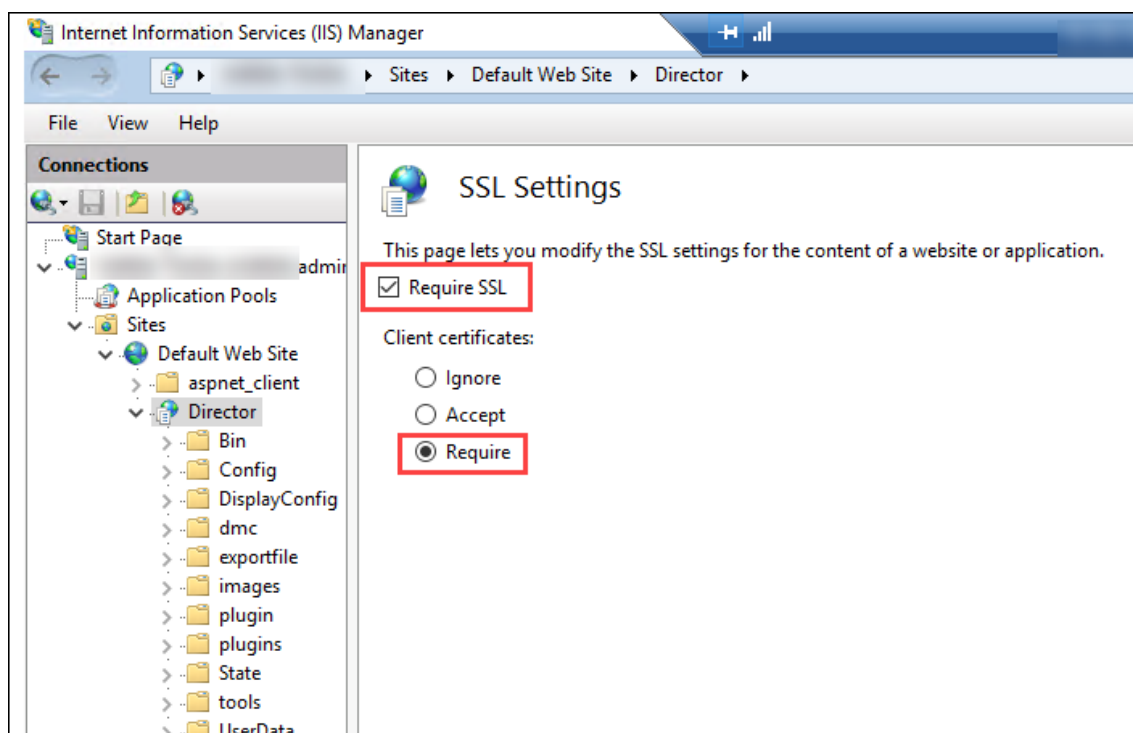 Internet Information Services (IIS) Manager
Sites Default Web Site Director
File View Help
Connections
SSL Settings
Start Page
This page lets you modify the SSL settings for the content of a website or application.
admin
Require SSL
Application Pools
Sites
Client certificates:
Default Web Site
Ignore
aspnet_client
Accept
Director
Bin
Require
Config
DisplayConfig
dmc
exportfile
images
plugin
plugins
State
tools
UserData